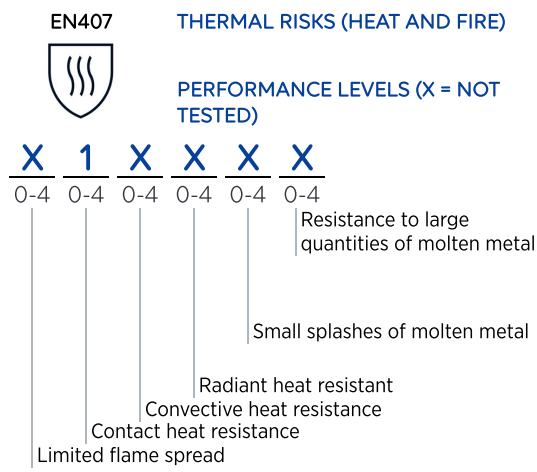 EN407
THERMAL RISKS (HEAT AND FIRE)
PERFORMANCE LEVELS (X = NOT
TESTED)
X 1 X X X X
0-4 0-4 0-4 0-4 0-4 0-4
Resistance to large
quantities of molten metal
Small splashes of molten metal
Radiant heat resistant
Convective heat resistance
Contact heat resistance
Limited flame spread